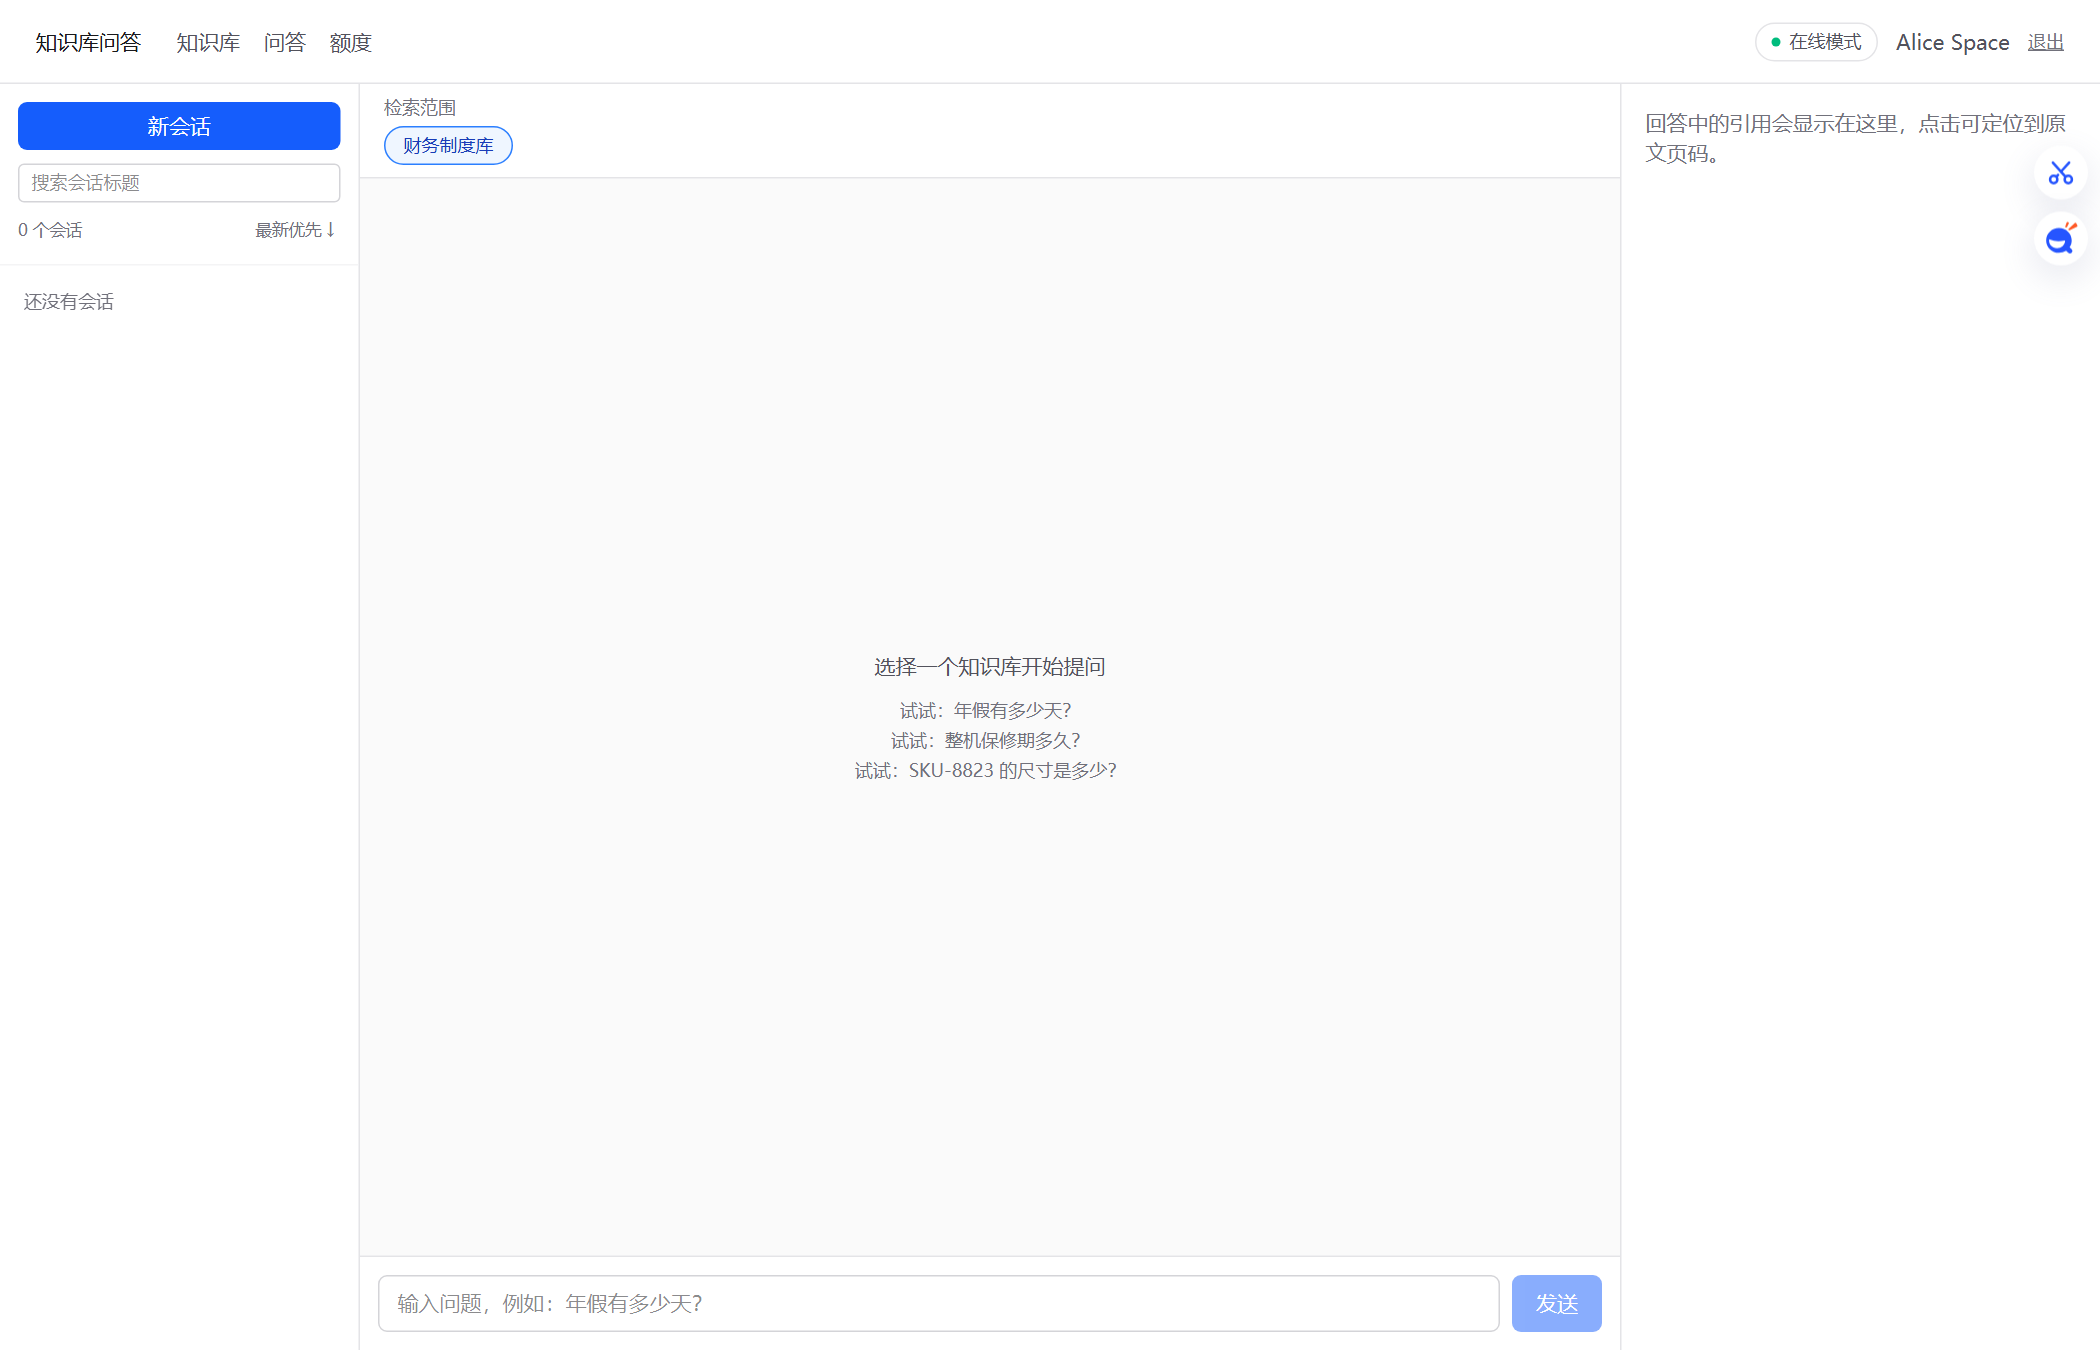 知识库问答 知识库 问答 额度 在线模式 Alice Space 退出
新会话
搜索会话标题
0 个会话 最新优先↓
还没有会话
检索范围
财务制度库
选择一个知识库开始提问
试试：年假有多少天？
试试：整机保修期多久？
试试：SKU-8823 的尺寸是多少？
输入问题，例如：年假有多少天？ 发送
回答中的引用会显示在这里，点击可定位到原
文页码。